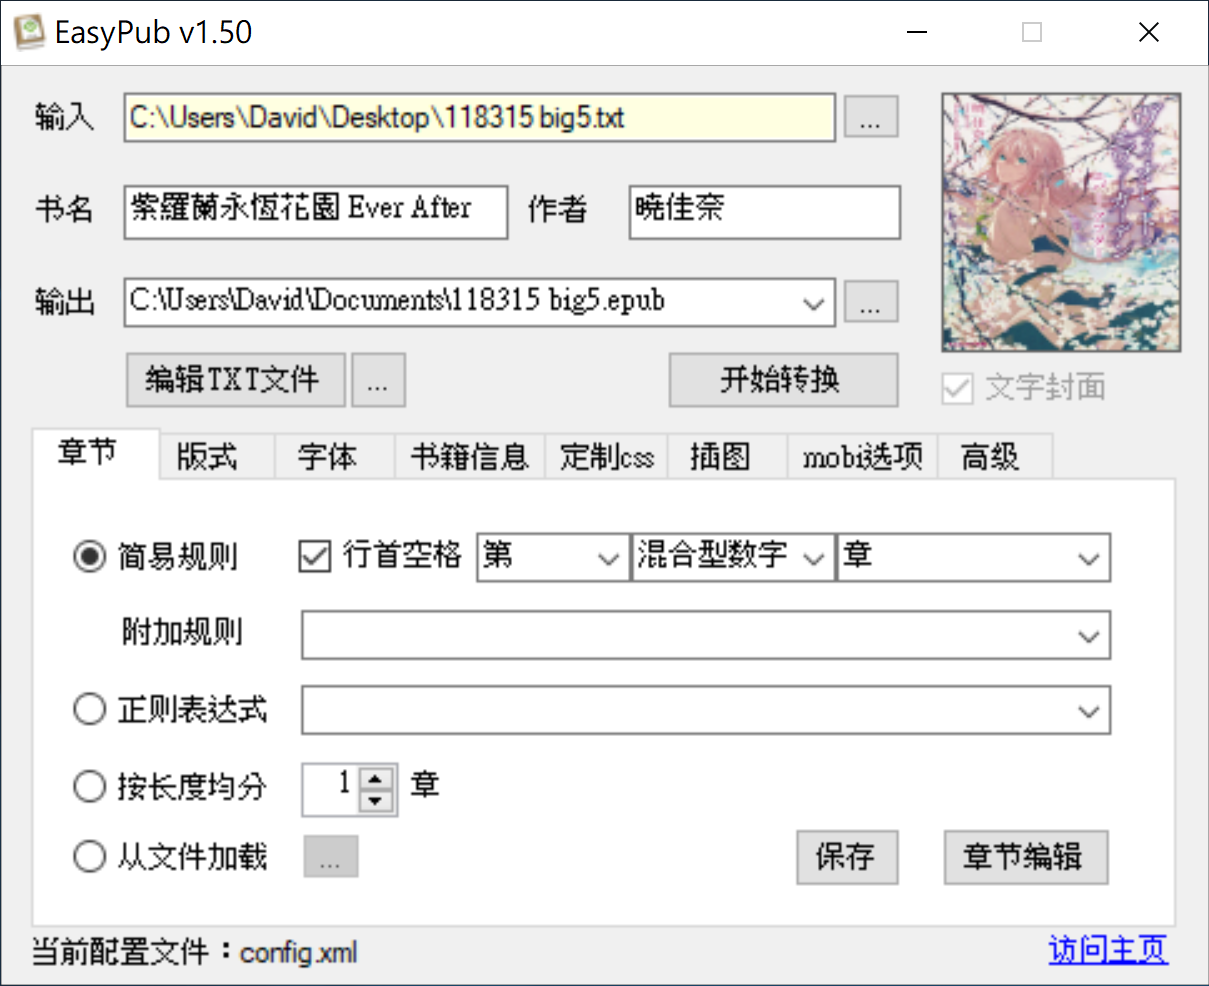 EasyPub v1.50
输入 C:\Users\David\Desktop\118315 big5.txt ...
书名 紫羅蘭永恆花園 Ever After 作者 曉佳奈
输出 C:\Users\David\Documents\118315 big5.epub ...
编辑TXT文件 ... 开始转换 文字封面
章节 版式 字体 书籍信息 定制css 插图 mobi选项 高级
简易规则 行首空格 第 混合型数字 章
附加规则
正则表达式
按长度均分 1 章
从文件加载 ... 保存 章节编辑
当前配置文件：config.xml 访问主页